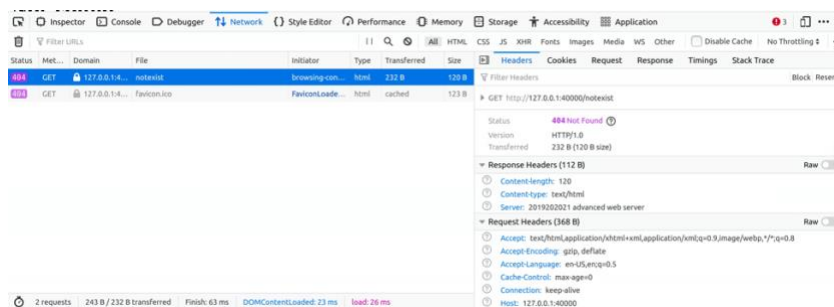 Inspector Console Debugger Network Style Editor Performance Memory Storage Accessibility Application 3
Filter URLs All HTML CSS JS XHR Fonts Images Media WS Other Disable Cache No Throttling
Status Met... Domain File Initiator Type Transferred Size
404 GET 127.0.0.1:4... notexist browsing-con... html 232 B 120 B
404 GET 127.0.0.1:4... favicon.ico FaviconLoade... html cached 123 B
Headers Cookies Request Response Timings Stack Trace
Filter Headers Block Reser
GET http://127.0.0.1:40000/notexist
Status 404 Not Found
Version HTTP/1.0
Transferred 232 B (120 B size)
Response Headers (112 B) Raw
Content-length: 120
Content-type: text/html
Server: 2019202021 advanced web server
Request Headers (368 B) Raw
Accept: text/html,application/xhtml+xml,application/xml;q=0.9,image/webp,*/*;q=0.8
Accept-Encoding: gzip, deflate
Accept-Language: en-US,en;q=0.5
Cache-Control: max-age=0
Connection: keep-alive
Host: 127.0.0.1:40000
2 requests 243 B / 232 B transferred Finish: 63 ms DOMContentLoaded: 23 ms load: 26 ms